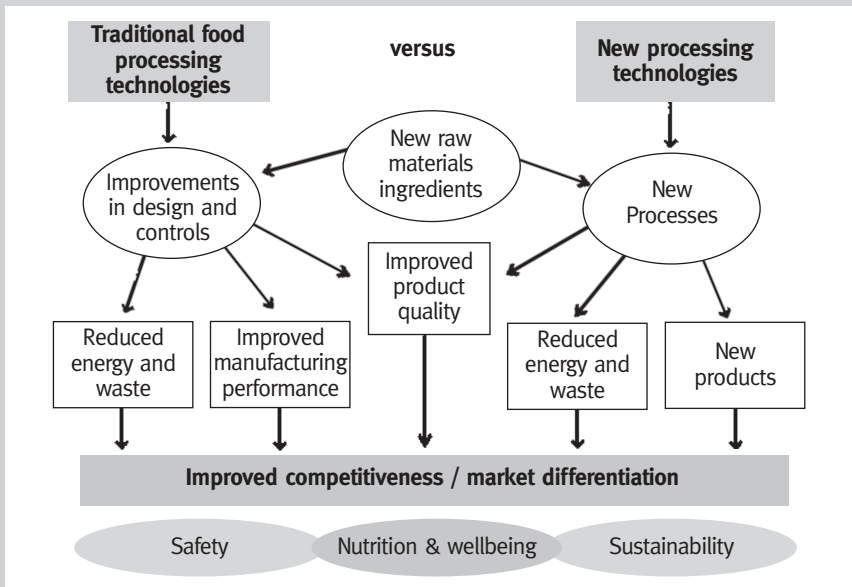 Traditional food
processing
technologies
versus
New processing
technologies
New raw
materials
ingredients
Improvements
in design and
controls
New
Processes
Improved
product
quality
Reduced
energy and
waste
Improved
manufacturing
performance
Reduced
energy and
waste
New
products
Improved competitiveness / market differentiation
Safety
Nutrition & wellbeing
Sustainability